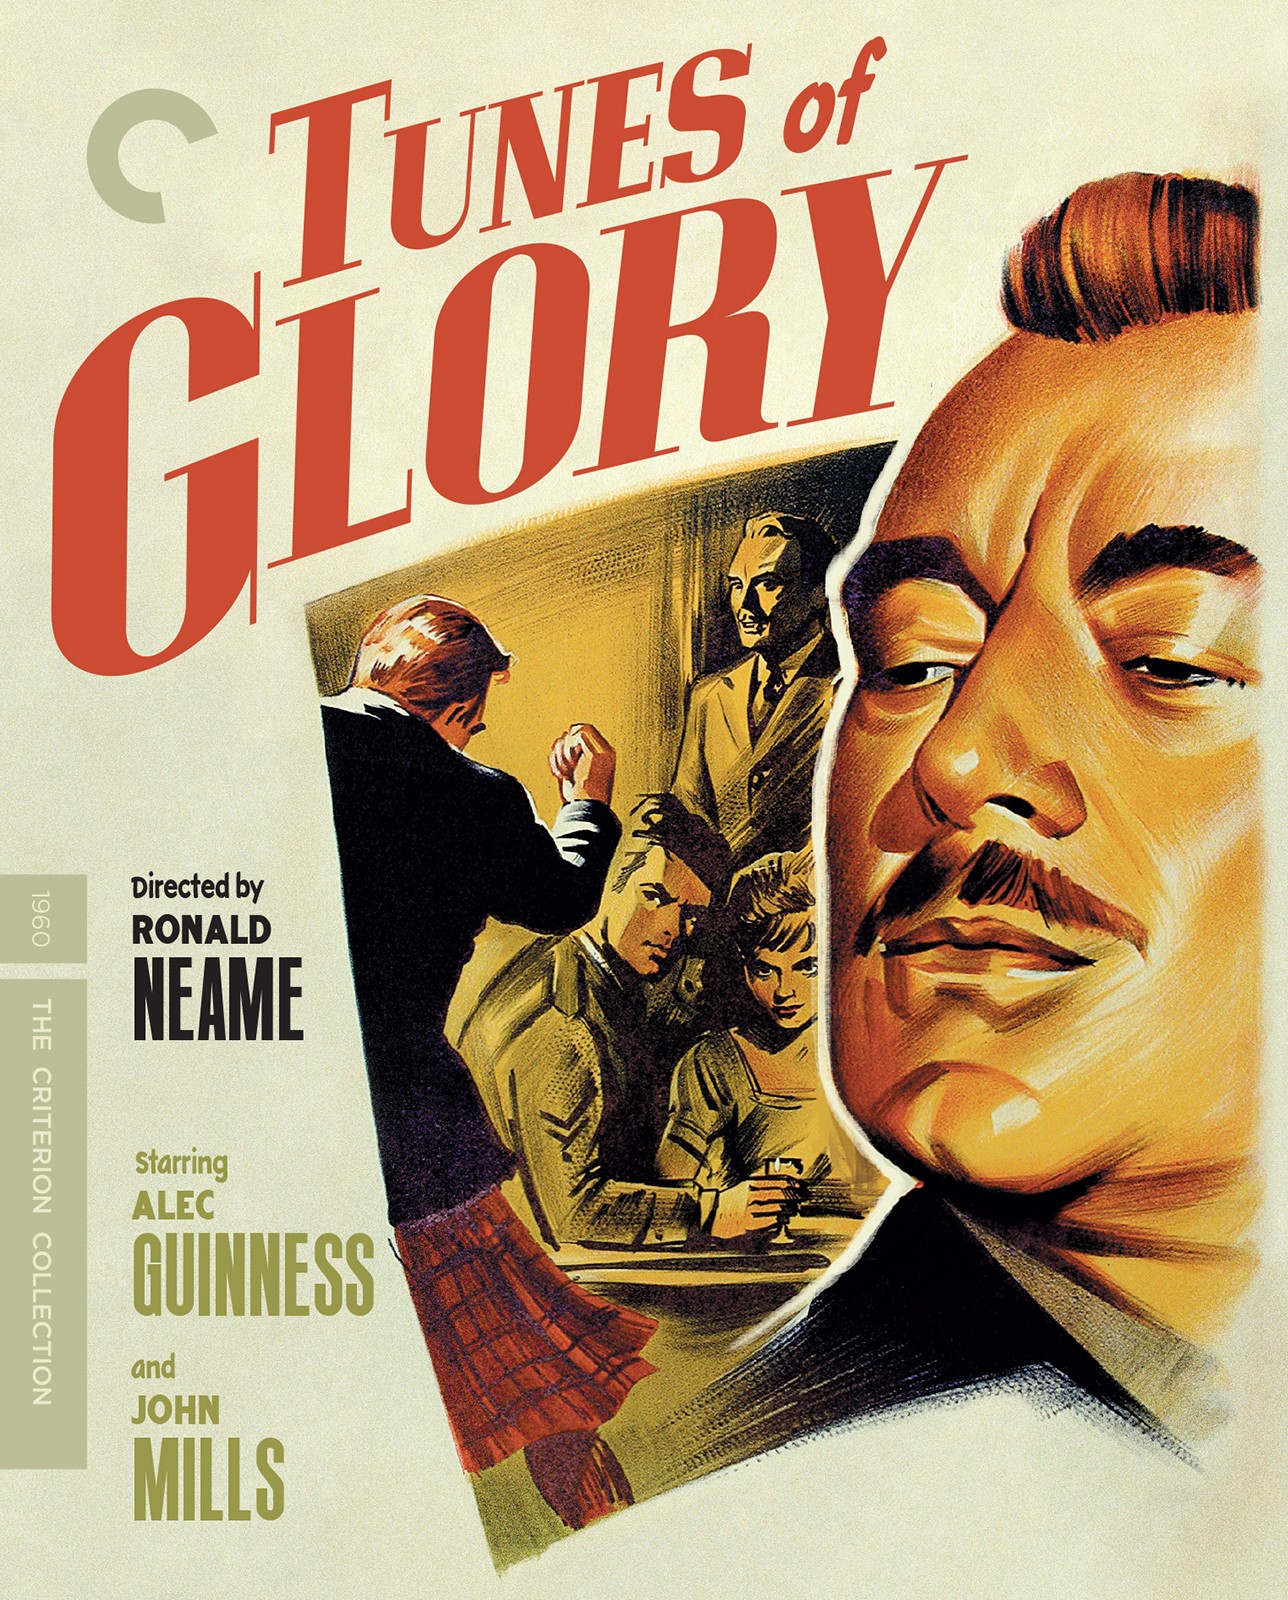 TUNES of
GLORY
Directed by
RONALD
NEAME
1960
THE CRITERION COLLECTION
Starring
ALEC
GUINNESS
and
JOHN
MILLS